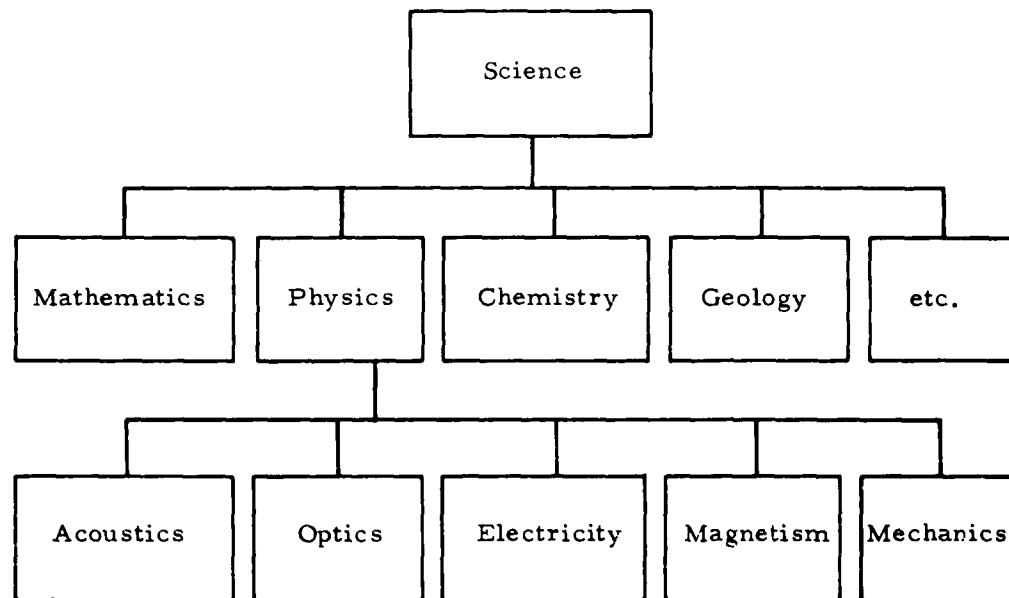 Science
Mathematics Physics Chemistry Geology etc.
Acoustics Optics Electricity Magnetism Mechanics